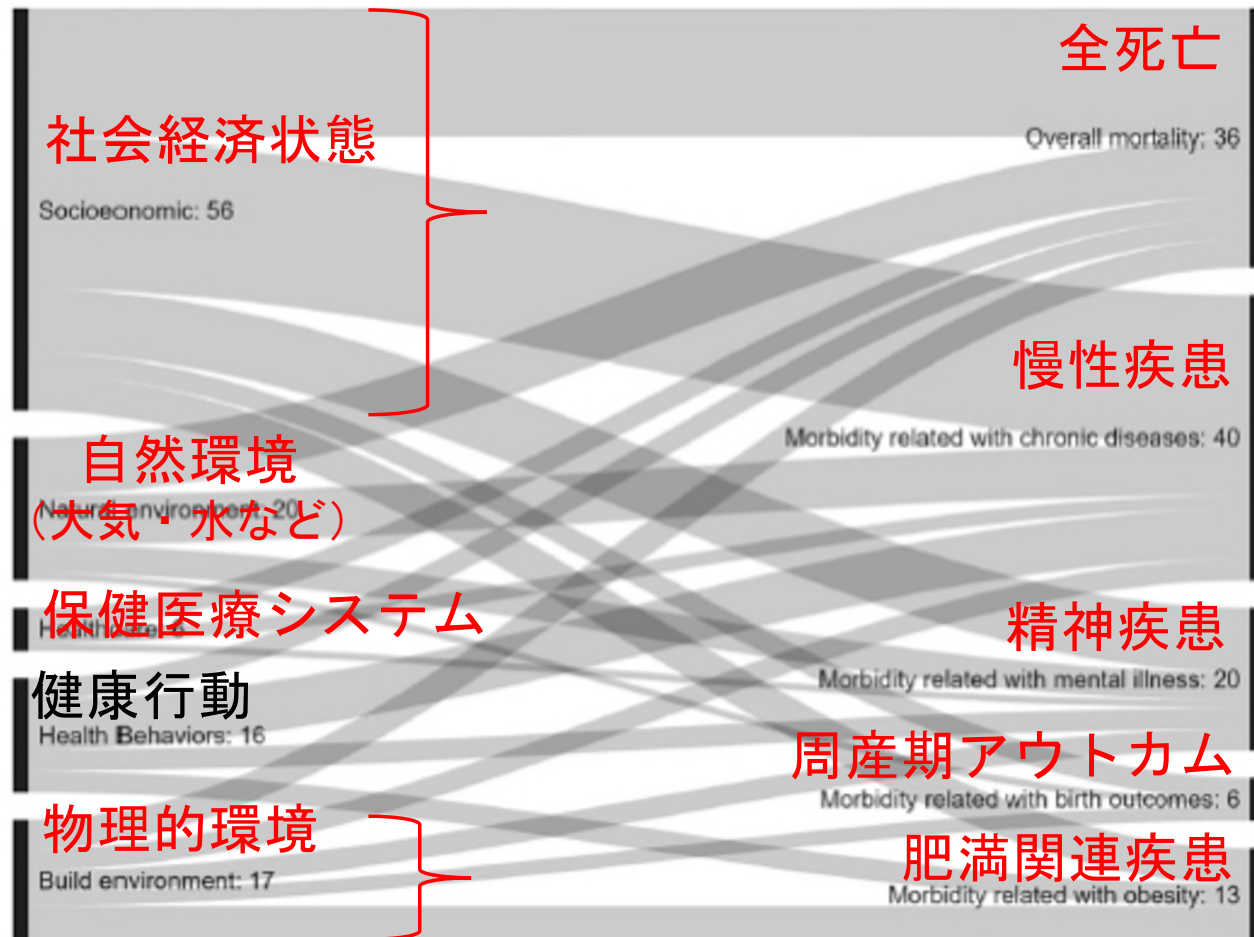 社会経済状態
Socioeconomic: 56
自然環境
Natural environment: 20
(大気・水など)
保健医療システム
健康行動
Health Behaviors: 16
物理的環境
Build environment: 17
全死亡
Overall mortality: 36
慢性疾患
Morbidity related with chronic diseases: 40
精神疾患
Morbidity related with mental illness: 20
周産期アウトカム
Morbidity related with birth outcomes: 6
肥満関連疾患
Morbidity related with obesity: 13